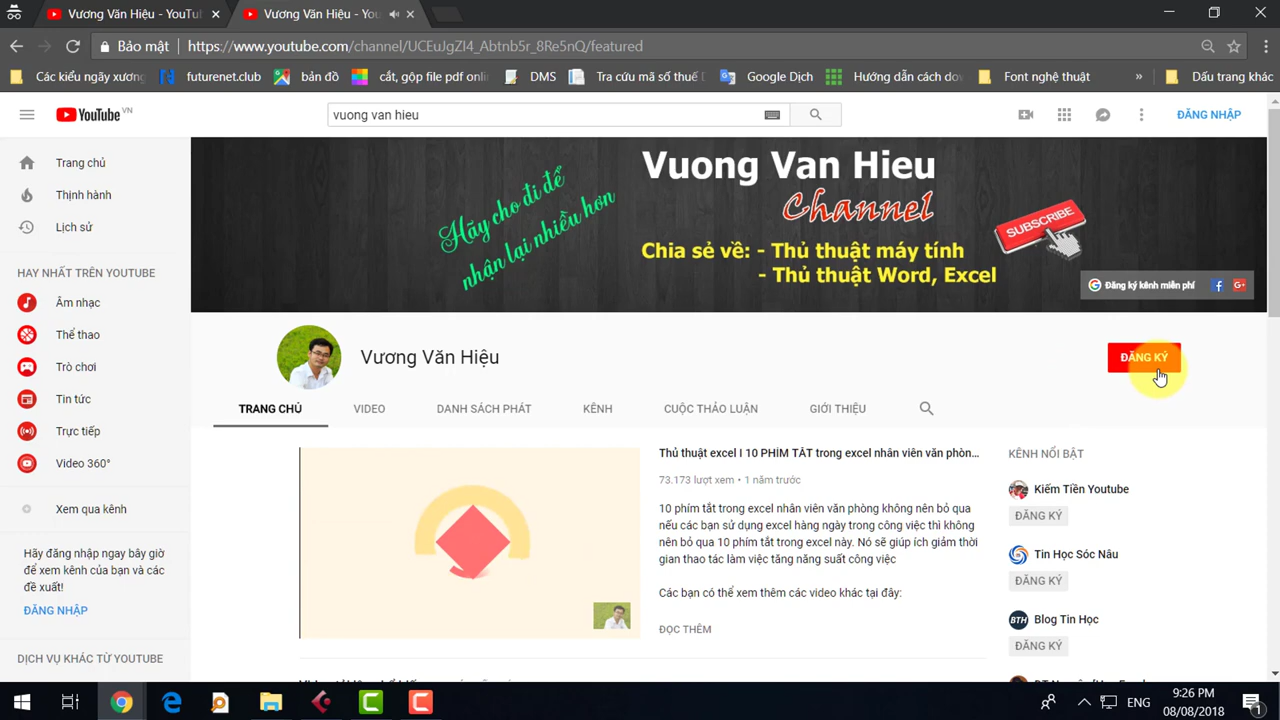 Vương Văn Hiệu - YouTu
Vương Văn Hiệu - You
Bảo mật
https://www.youtube.com/channel/UCEuJgZI4_Abtnb5r_8Re5nQ/featured
Các kiểu ngày xương
futurenet.club
bản đồ
cắt, gộp file pdf onli
DMS
Tra cứu mã số thuế
Google Dịch
Hướng dẫn cách do
Font nghệ thuật
»
Dấu trang khác
YouTube VN
vuong van hieu
ĐĂNG NHẬP
Trang chủ
Thịnh hành
Lịch sử
HAY NHẤT TRÊN YOUTUBE
Âm nhạc
Thể thao
Trò chơi
Tin tức
Trực tiếp
Video 360°
Xem qua kênh
Hãy đăng nhập ngay bây giờ
để xem kênh của bạn và các
đề xuất!
ĐĂNG NHẬP
DỊCH VỤ KHÁC TỪ YOUTUBE
Hãy cho đi để
nhận lại nhiều hơn
Vuong Van Hieu
Channel
Chia sẻ về: - Thủ thuật máy tính
- Thủ thuật Word, Excel
SUBSCRIBE
Đăng ký kênh miễn phí
Vương Văn Hiệu
ĐĂNG KÝ
TRANG CHỦ
VIDEO
DANH SÁCH PHÁT
KÊNH
CUỘC THẢO LUẬN
GIỚI THIỆU
Thủ thuật excel I 10 PHÍM TẮT trong excel nhân viên văn phòn...
73.173 lượt xem • 1 năm trước
10 phím tắt trong excel nhân viên văn phòng không nên bỏ qua
nếu các bạn sử dụng excel hàng ngày trong công việc thì không
nên bỏ qua 10 phím tắt trong excel này. Nó sẽ giúp ích giảm thời
gian thao tác làm việc tăng năng suất công việc
Các bạn có thể xem thêm các video khác tại đây:
ĐỌC THÊM
KÊNH NỔI BẬT
Kiếm Tiền Youtube
ĐĂNG KÝ
Tin Học Sóc Nâu
ĐĂNG KÝ
BTH
Blog Tin Học
ĐĂNG KÝ
ENG
9:26 PM
08/08/2018
1